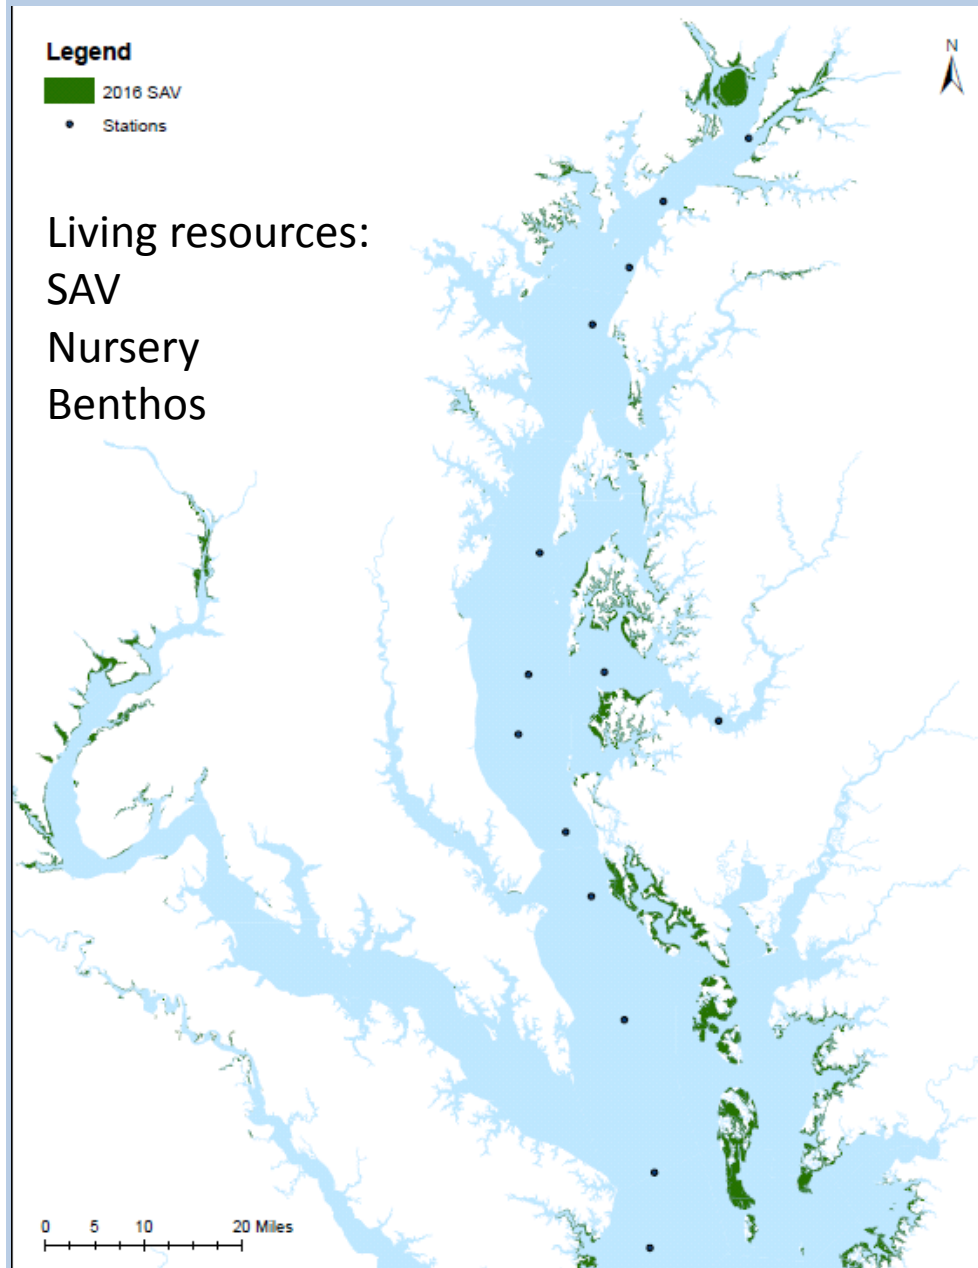 Legend
2016 SAV
Stations
N
Living resources:
SAV
Nursery
Benthos
0 5 10 20 Miles